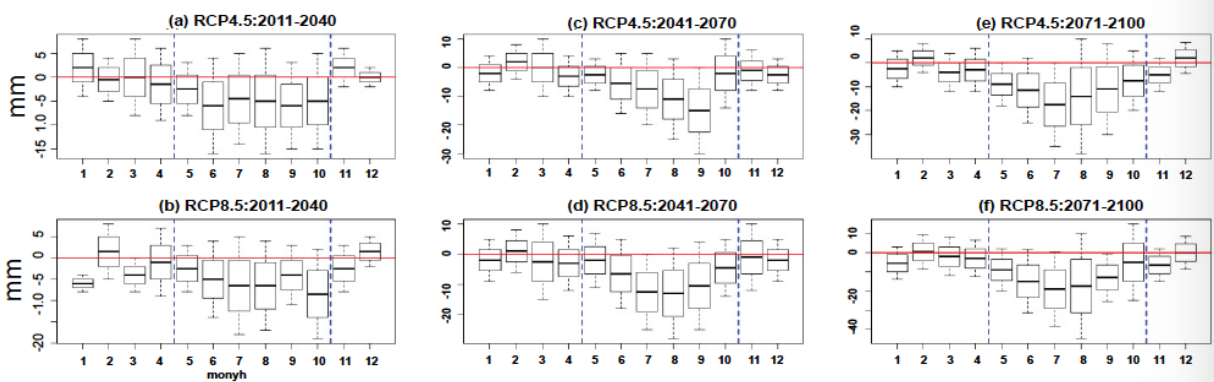 (a) RCP4.5:2011-2040
mm
5
0
-5
1.0
-15
1 2 3 4 5 6 7 8 9 10 11 12
(c) RCP4.5:2041-2070
10
0
-10
-20
-30
1 2 3 4 5 6 7 8 9 10 11 12
(e) RCP4.5:2071-2100
10
0
-10
-20
-30
1 2 3 4 5 6 7 8 9 10 11 12
(b) RCP8.5:2011-2040
mm
5
0
-5
-1.0
-20
1 2 3 4 5 6 7 8 9 10 11 12
monyh
(d) RCP8.5:2041-2070
10
0
-10
-20
1 2 3 4 5 6 7 8 9 10 11 12
(f) RCP8.5:2071-2100
20
10
0
-20
-40
1 2 3 4 5 6 7 8 9 10 11 12